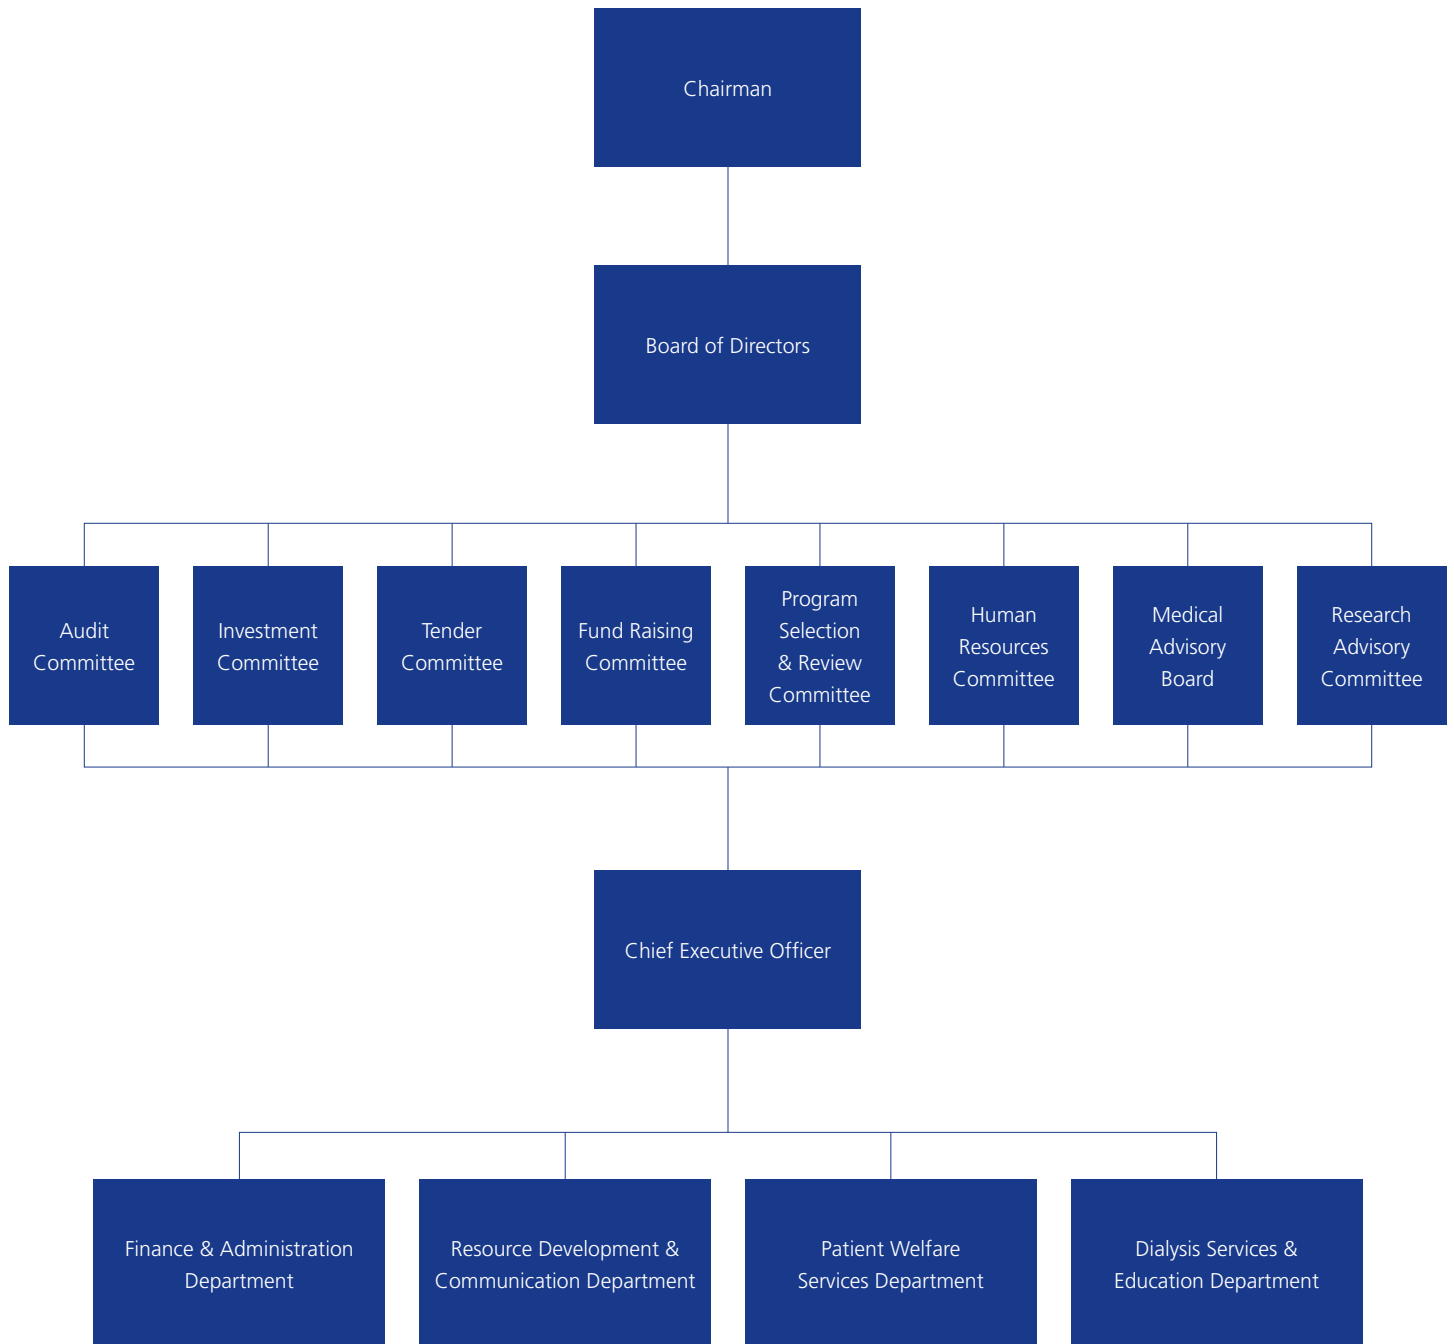 Chairman
Board of Directors
Audit
Committee
Investment
Committee
Tender
Committee
Fund Raising
Committee
Program
Selection
& Review
Committee
Human
Resources
Committee
Medical
Advisory
Board
Research
Advisory
Committee
Chief Executive Officer
Finance & Administration
Department
Resource Development &
Communication Department
Patient Welfare
Services Department
Dialysis Services &
Education Department